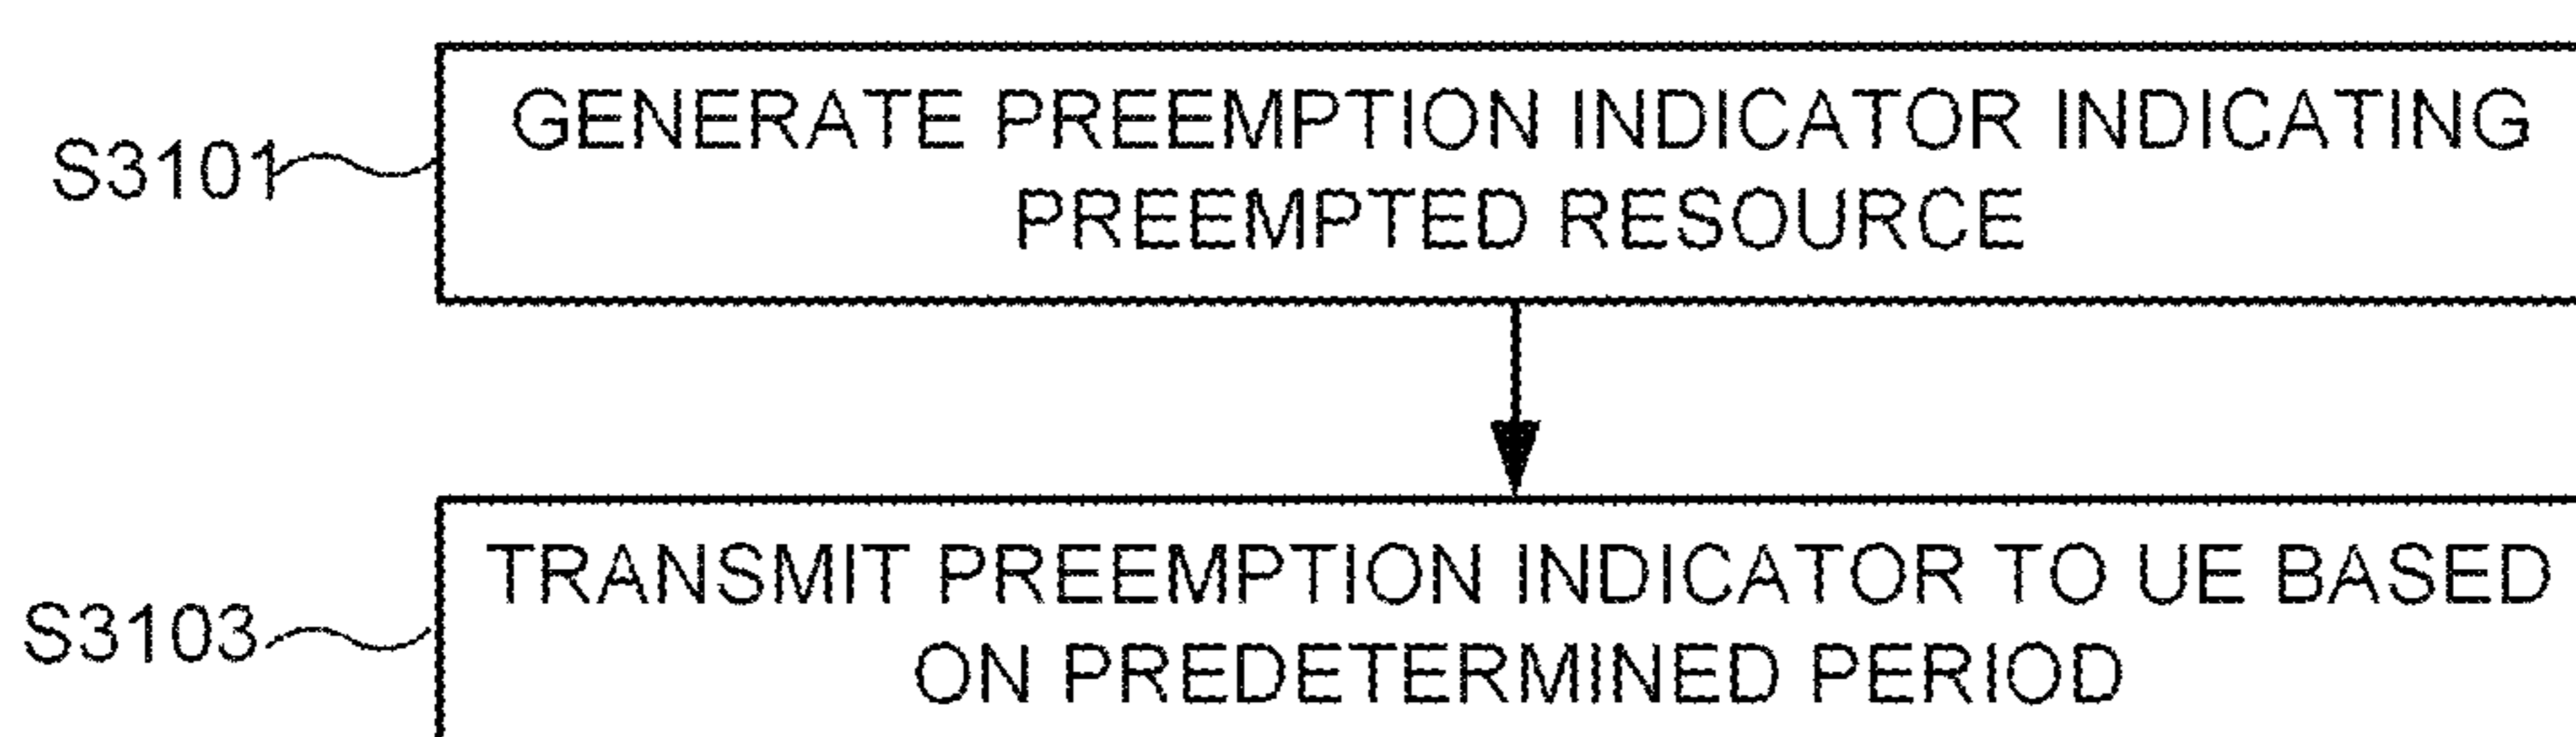 S3101
GENERATE PREEMPTION INDICATOR INDICATING
PREEMPTED RESOURCE
S3103
TRANSMIT PREEMPTION INDICATOR TO UE BASED
ON PREDETERMINED PERIOD